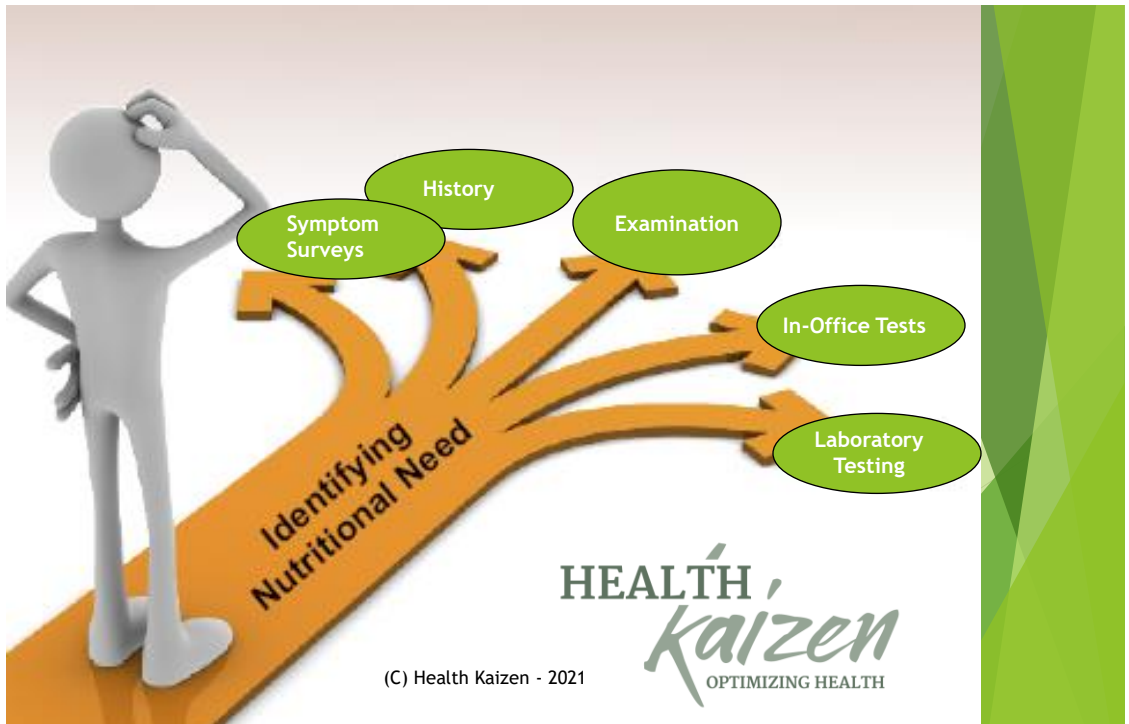 History
Symptom
Surveys
Examination
In-Office Tests
Laboratory
Testing
Identifying
Nutritional Need
HEALTH
kaizen
OPTIMIZING HEALTH
(C) Health Kaizen - 2021